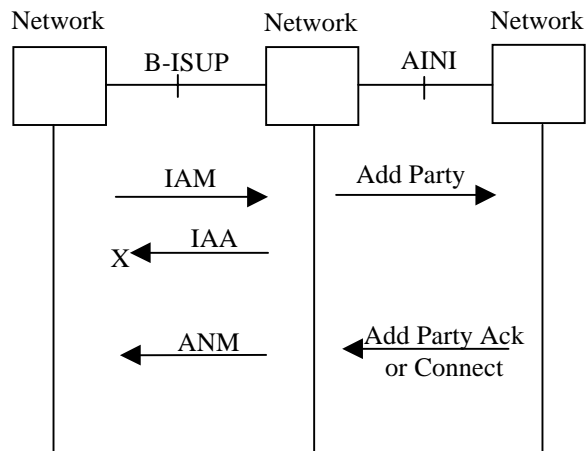 Network
Network
Network
B-ISUP
AINI
IAM
Add Party
X
IAA
ANM
Add Party Ack
or Connect